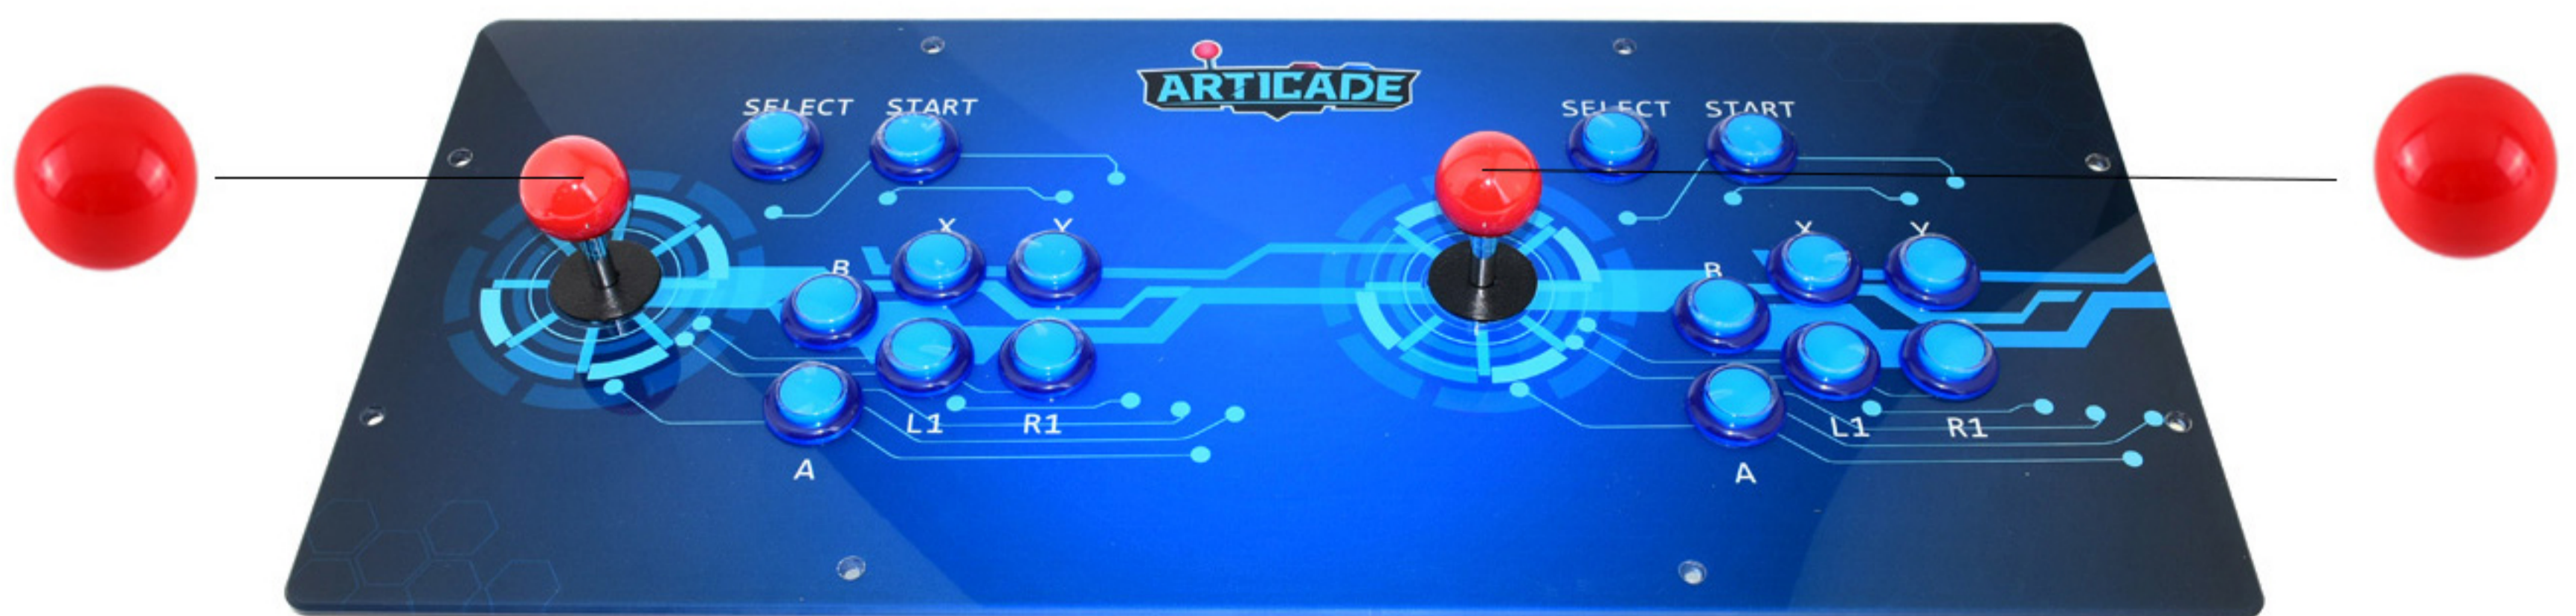 ARTICADE
SELECT START
SELECT START
X Y
B
L1 R1
A
X Y
B
L1 R1
A